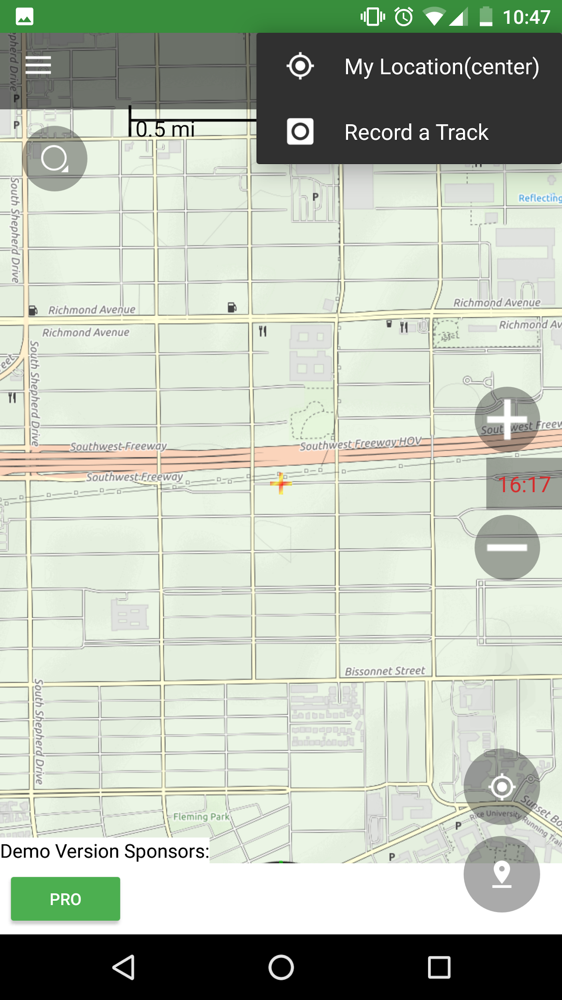 10:47
My Location(center)
Record a Track
0.5 mi
P
P
South Shepherd Drive
P
Reflecting
Richmond Avenue
Richmond Avenue
Richmond Avenue
Richmond Av
South Shepherd Drive
Southwest Freeway
Southwest Freeway HOV
Southwest Freew
Southwest Freeway
16:17
Bissonnet Street
South Shepherd Drive
Fleming Park
Sunset Bo
Rice University Running Trail
P
P
Demo Version Sponsors:
PRO